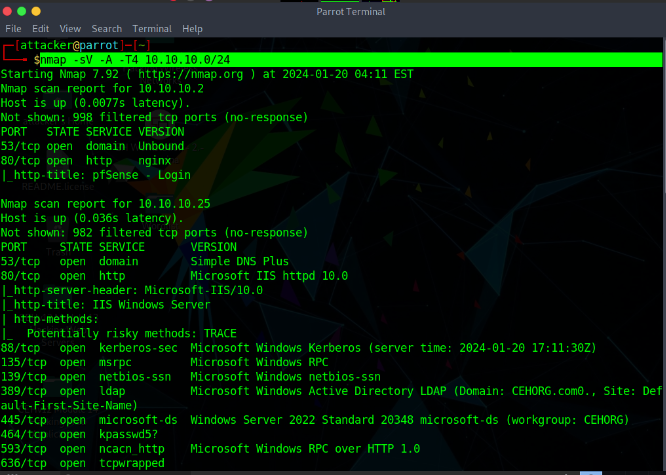 Parrot Terminal
File Edit View Search Terminal Help
[attacker@parrot]-[~]
$nmap -sV -A -T4 10.10.10.0/24
Starting Nmap 7.92 ( https://nmap.org ) at 2024-01-20 04:11 EST
Nmap scan report for 10.10.10.2
Host is up (0.0077s latency).
Not shown: 998 filtered tcp ports (no-response)
PORT   STATE SERVICE VERSION
53/tcp open  domain  Unbound
80/tcp open  http    nginx
|_http-title: pfSense - Login
Nmap scan report for 10.10.10.25
Host is up (0.036s latency).
Not shown: 982 filtered tcp ports (no-response)
PORT     STATE SERVICE       VERSION
53/tcp   open  domain        Simple DNS Plus
80/tcp   open  http          Microsoft IIS httpd 10.0
|_http-server-header: Microsoft-IIS/10.0
|_http-title: IIS Windows Server
| http-methods:
|_  Potentially risky methods: TRACE
88/tcp   open  kerberos-sec  Microsoft Windows Kerberos (server time: 2024-01-20 17:11:30Z)
135/tcp  open  msrpc         Microsoft Windows RPC
139/tcp  open  netbios-ssn   Microsoft Windows netbios-ssn
389/tcp  open  ldap          Microsoft Windows Active Directory LDAP (Domain: CEHORG.com0., Site: Def
ault-First-Site-Name)
445/tcp  open  microsoft-ds  Windows Server 2022 Standard 20348 microsoft-ds (workgroup: CEHORG)
464/tcp  open  kpasswd5?
593/tcp  open  ncacn_http    Microsoft Windows RPC over HTTP 1.0
636/tcp  open  tcpwrapped